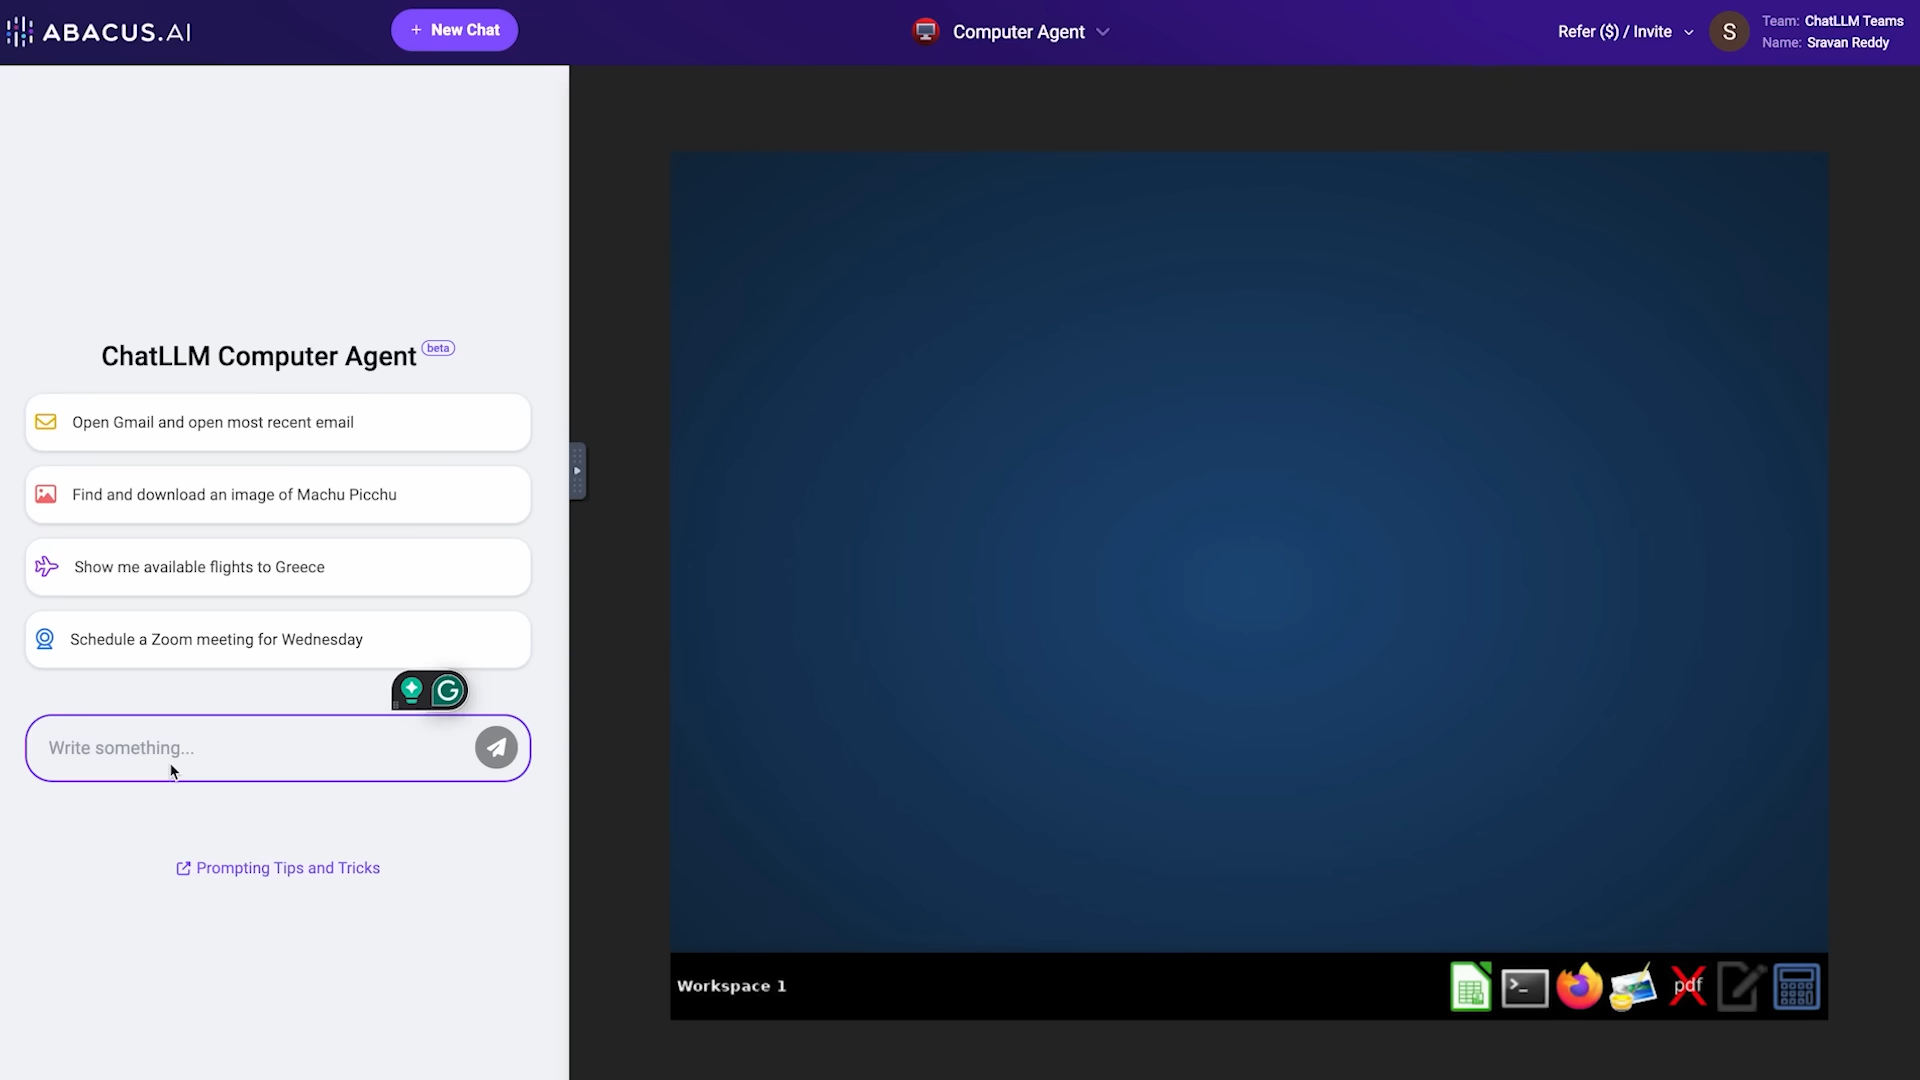 ABACUS.AI
+ New Chat
Computer Agent
Refer ($) / Invite
S
Team: ChatLLM Teams
Name: Sravan Reddy
ChatLLM Computer Agent beta
Open Gmail and open most recent email
Find and download an image of Machu Picchu
Show me available flights to Greece
Schedule a Zoom meeting for Wednesday
G
Write something...
Prompting Tips and Tricks
Workspace 1
>_
pdf